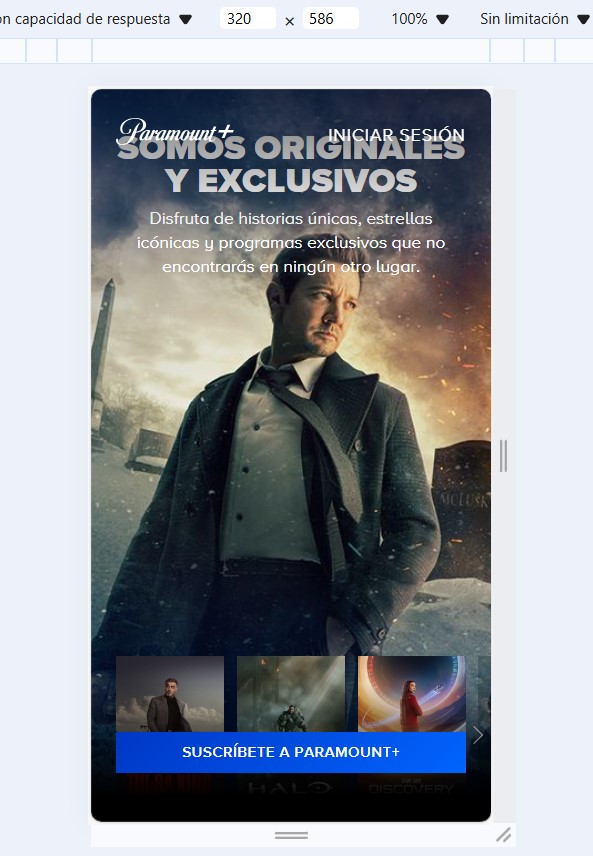 on capacidad de respuesta
320 × 586
100%
Sin limitación
Paramount+
INICIAR SESIÓN
SOMOS ORIGINALES
Y EXCLUSIVOS
Disfruta de historias únicas, estrellas
icónicas y programas exclusivos que no
encontrarás en ningún otro lugar.
SUSCRÍBETE A PARAMOUNT+
HALO
DISCOVERY